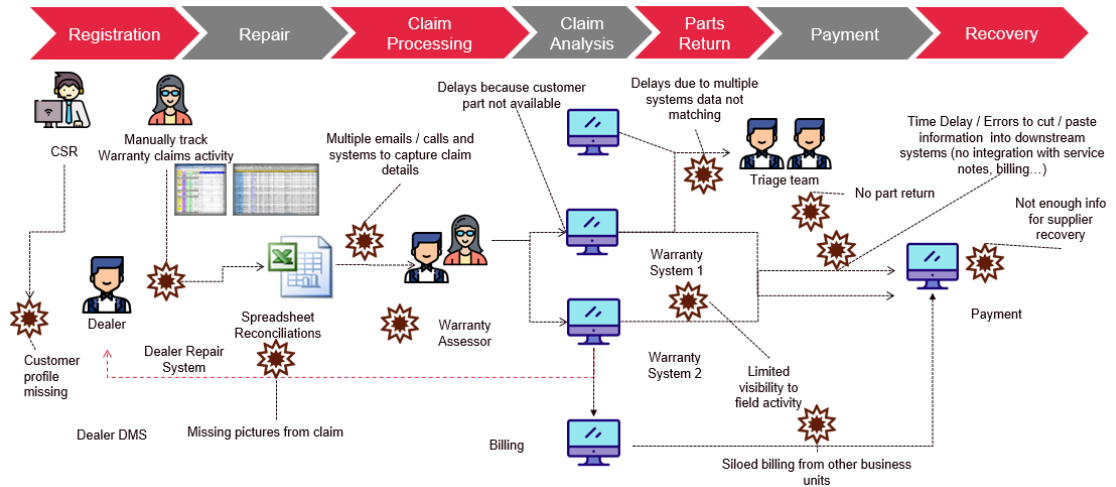 Registration
Repair
Claim
Processing
Claim
Analysis
Parts
Return
Payment
Recovery
CSR
Manually track
Warranty claims activity
Multiple emails / calls and
systems to capture claim
details
Delays because customer
part not available
Delays due to multiple
systems data not
matching
Triage team
Time Delay / Errors to cut / paste
information into downstream
systems (no integration with service
notes, billing…)
No part return
Not enough info
for supplier
recovery
Dealer
Customer
profile
missing
Spreadsheet
Reconciliations
Warranty
Assessor
Warranty
System 1
Payment
Dealer Repair
System
Warranty
System 2
Limited
visibility to
field activity
Dealer DMS
Missing pictures from claim
Billing
Siloed billing from other business
units